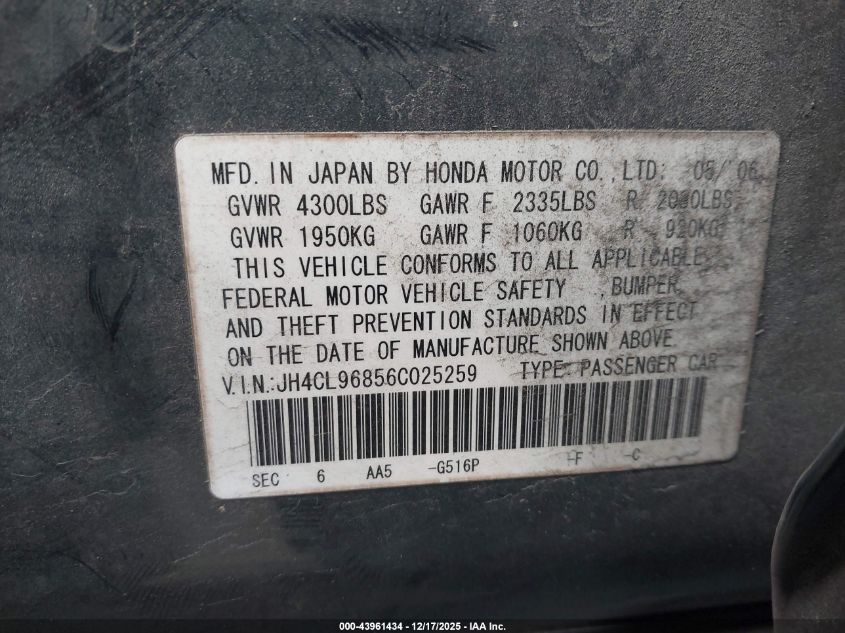 MFD. IN JAPAN BY HONDA MOTOR CO., LTD. 05/'06
GVWR 4300LBS GAWR F 2335LBS R 2030LBS
GVWR 1950KG GAWR F 1060KG R 920KG
THIS VEHICLE CONFORMS TO ALL APPLICABLE
FEDERAL MOTOR VEHICLE SAFETY , BUMPER,
AND THEFT PREVENTION STANDARDS IN EFFECT
ON THE DATE OF MANUFACTURE SHOWN ABOVE.
V.I.N.:JH4CL96856C025259 TYPE: PASSENGER CAR
SEC 6 AA5 -G516P -F -C
000-43961434 - 12/17/2025 - IAA Inc.